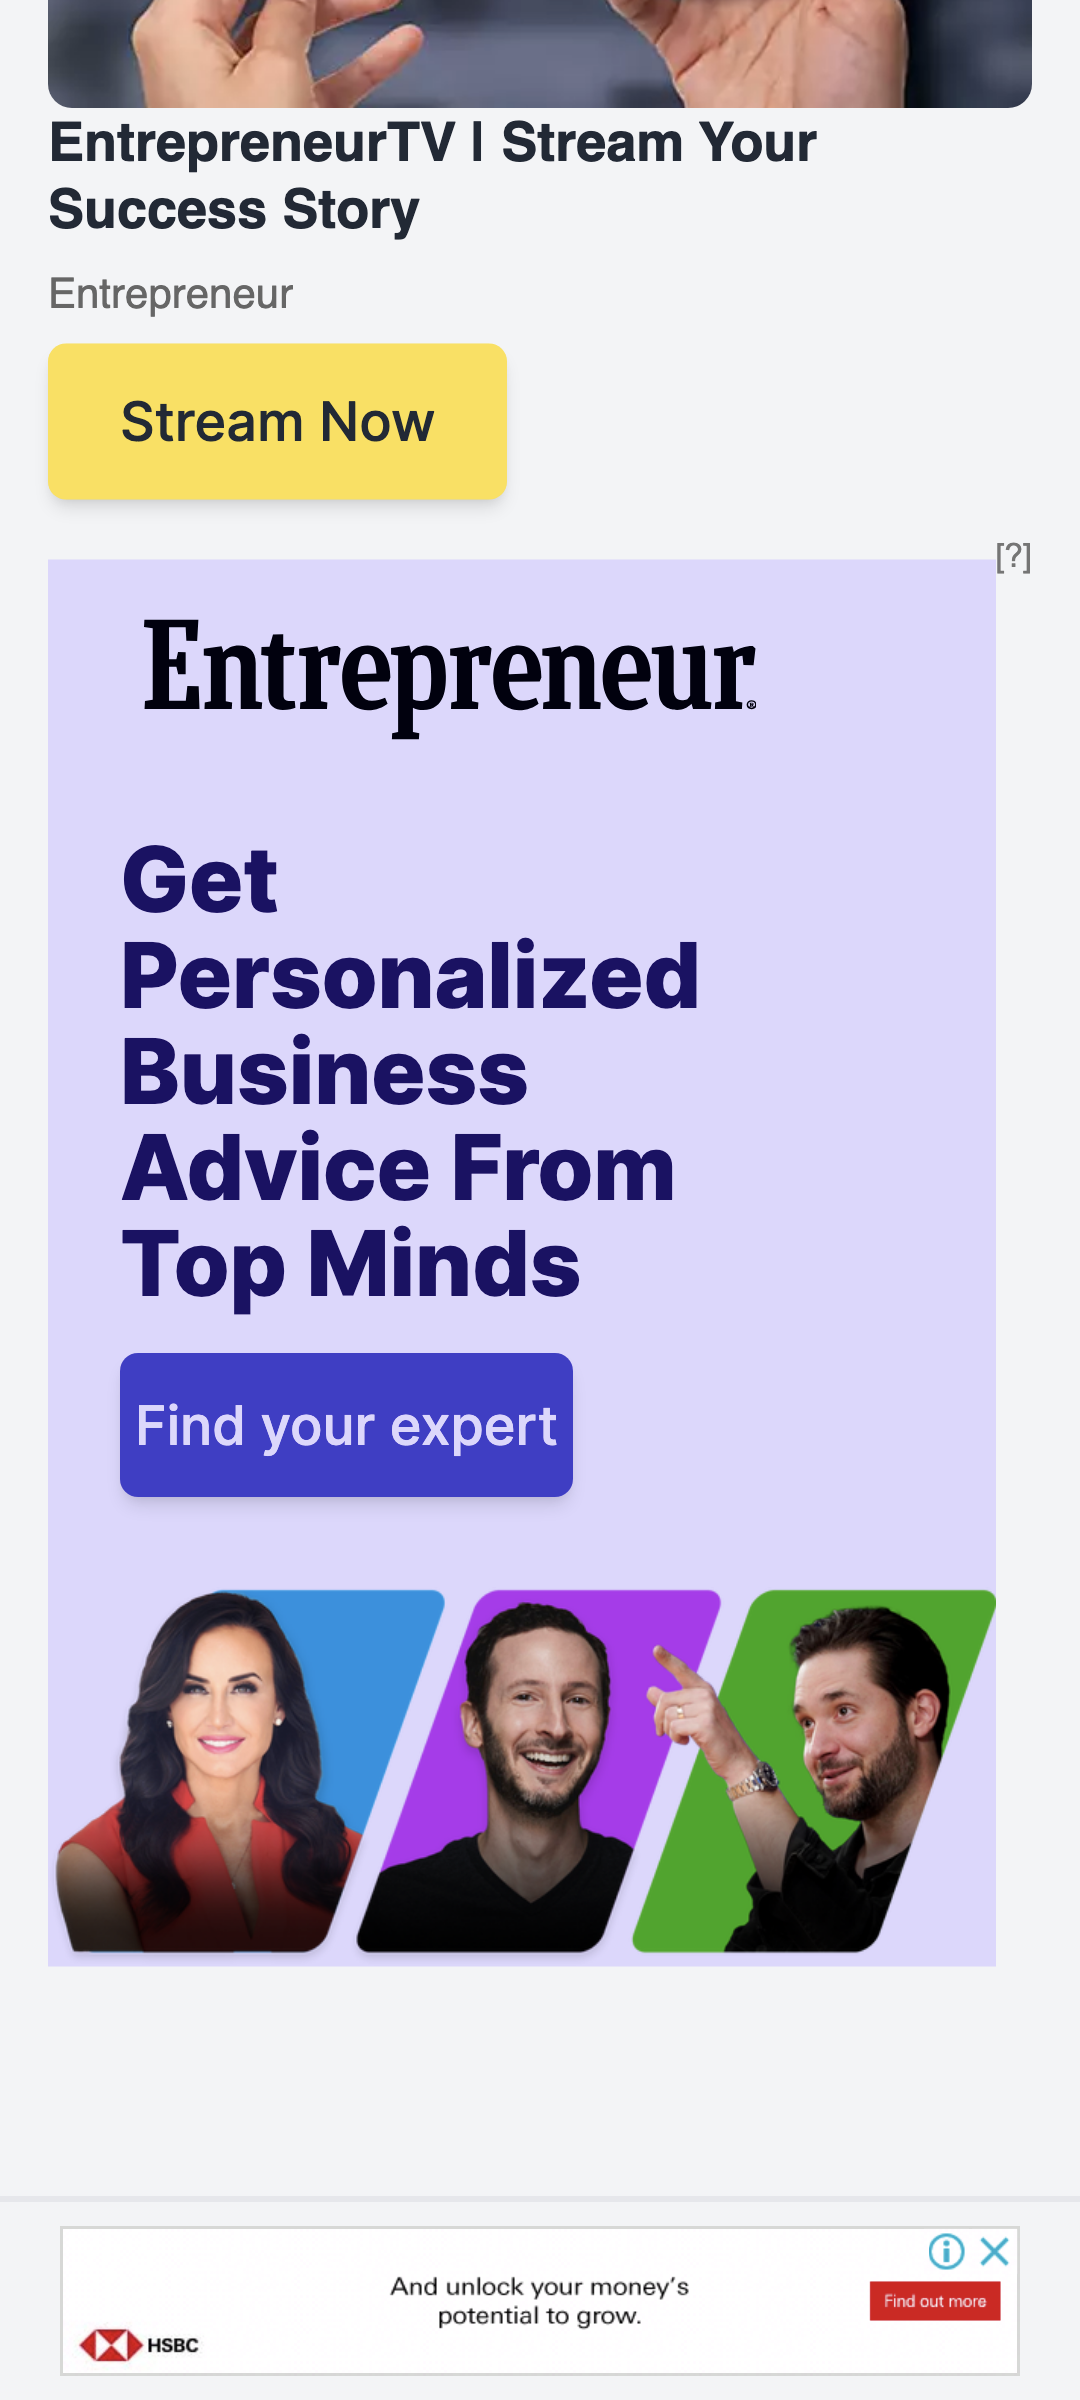 EntrepreneurTV | Stream Your
Success Story
Entrepreneur
Stream Now
[?]
Entrepreneur®
Get
Personalized
Business
Advice From
Top Minds
Find your expert
And unlock your money's
potential to grow.
Find out more
HSBC